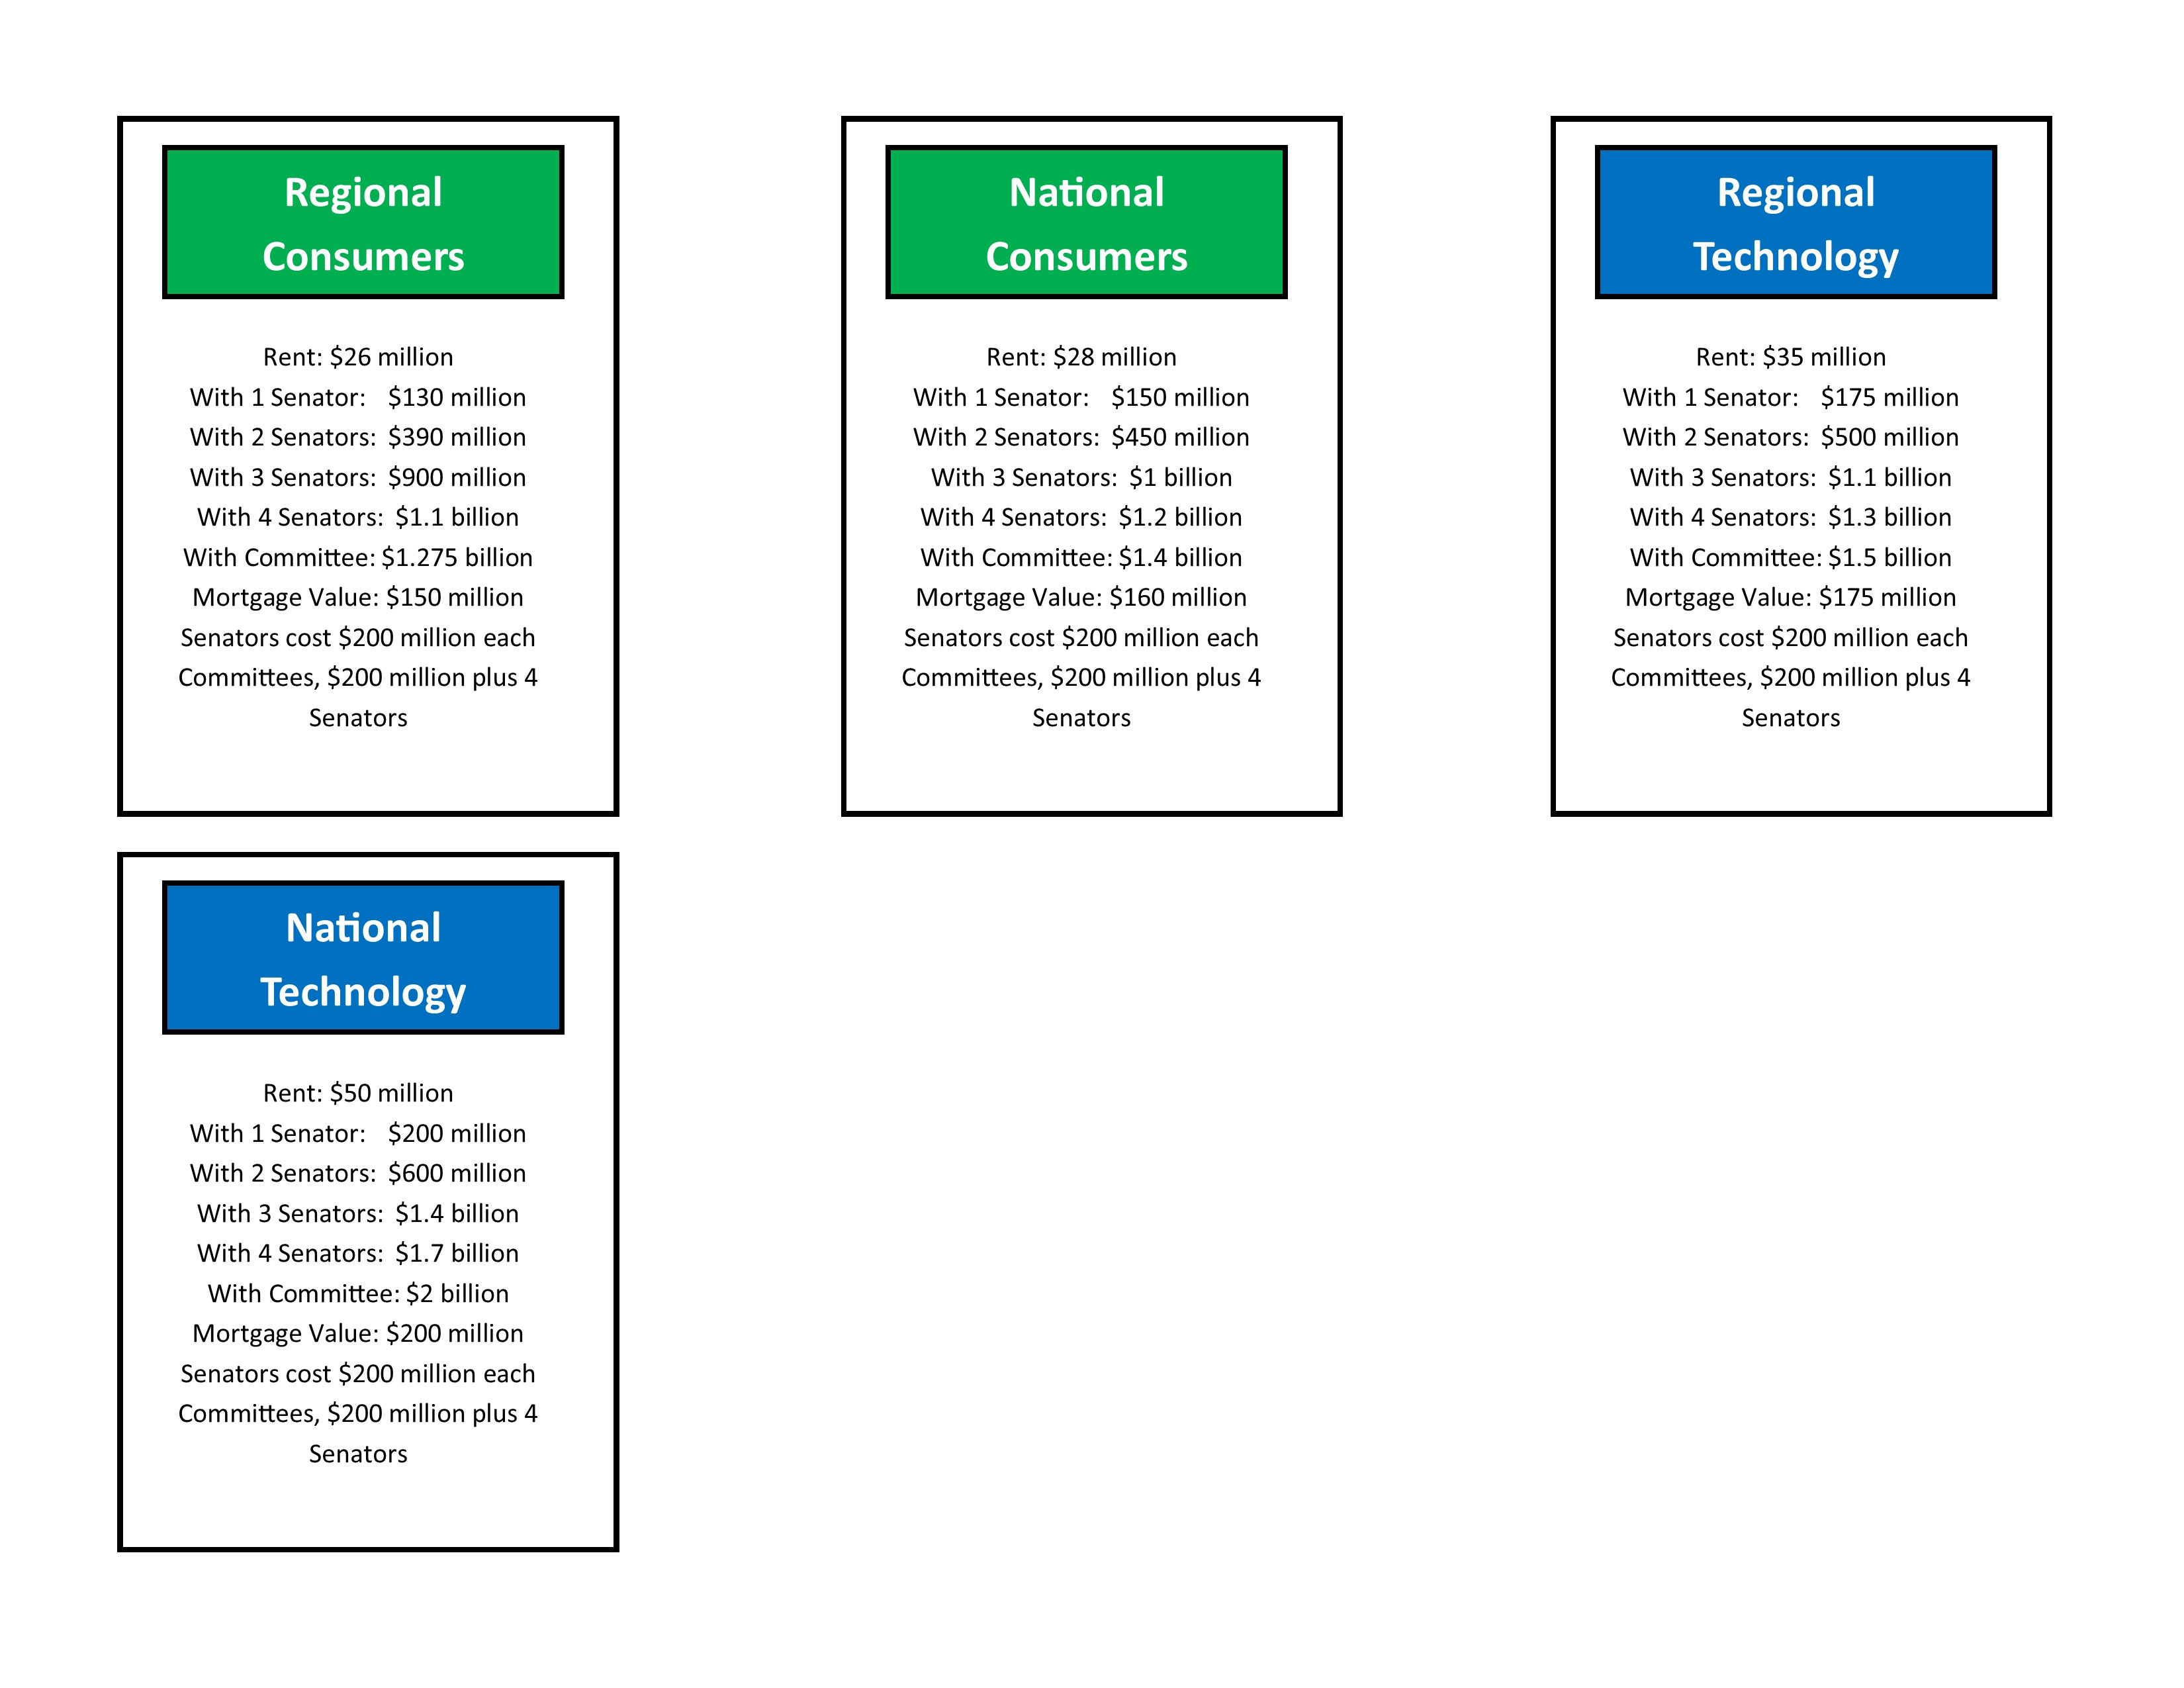 Regional
Consumers
Rent: $26 million
With 1 Senator: $130 million
With 2 Senators: $390 million
With 3 Senators: $900 million
With 4 Senators: $1.1 billion
With Committee: $1.275 billion
Mortgage Value: $150 million
Senators cost $200 million each
Committees, $200 million plus 4
Senators
National
Consumers
Rent: $28 million
With 1 Senator: $150 million
With 2 Senators: $450 million
With 3 Senators: $1 billion
With 4 Senators: $1.2 billion
With Committee: $1.4 billion
Mortgage Value: $160 million
Senators cost $200 million each
Committees, $200 million plus 4
Senators
Regional
Technology
Rent: $35 million
With 1 Senator: $175 million
With 2 Senators: $500 million
With 3 Senators: $1.1 billion
With 4 Senators: $1.3 billion
With Committee: $1.5 billion
Mortgage Value: $175 million
Senators cost $200 million each
Committees, $200 million plus 4
Senators
National
Technology
Rent: $50 million
With 1 Senator: $200 million
With 2 Senators: $600 million
With 3 Senators: $1.4 billion
With 4 Senators: $1.7 billion
With Committee: $2 billion
Mortgage Value: $200 million
Senators cost $200 million each
Committees, $200 million plus 4
Senators